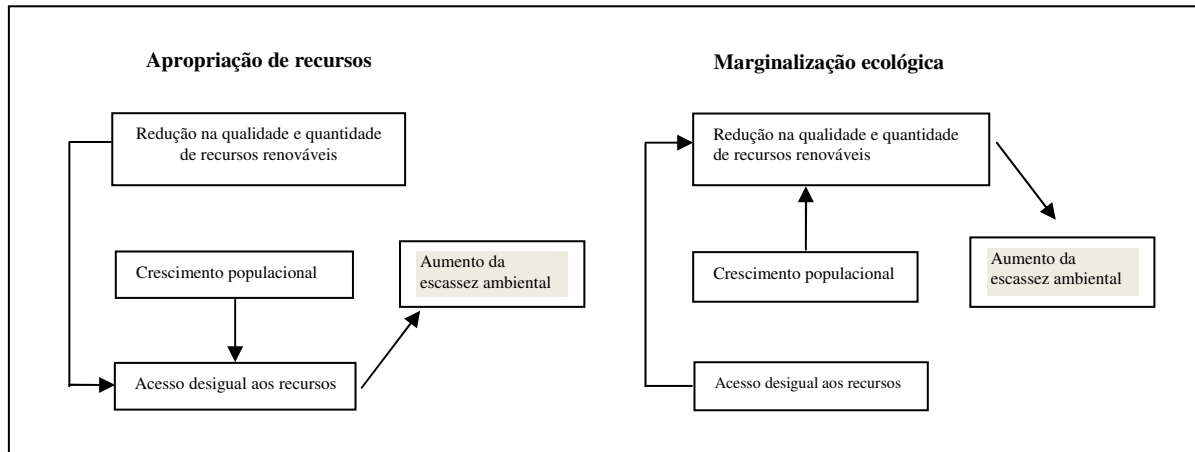 Apropriação de recursos
Redução na qualidade e quantidade
de recursos renováveis
Crescimento populacional
Aumento da
escassez ambiental
Acesso desigual aos recursos
Marginalização ecológica
Redução na qualidade e quantidade
de recursos renováveis
Crescimento populacional
Aumento da
escassez ambiental
Acesso desigual aos recursos